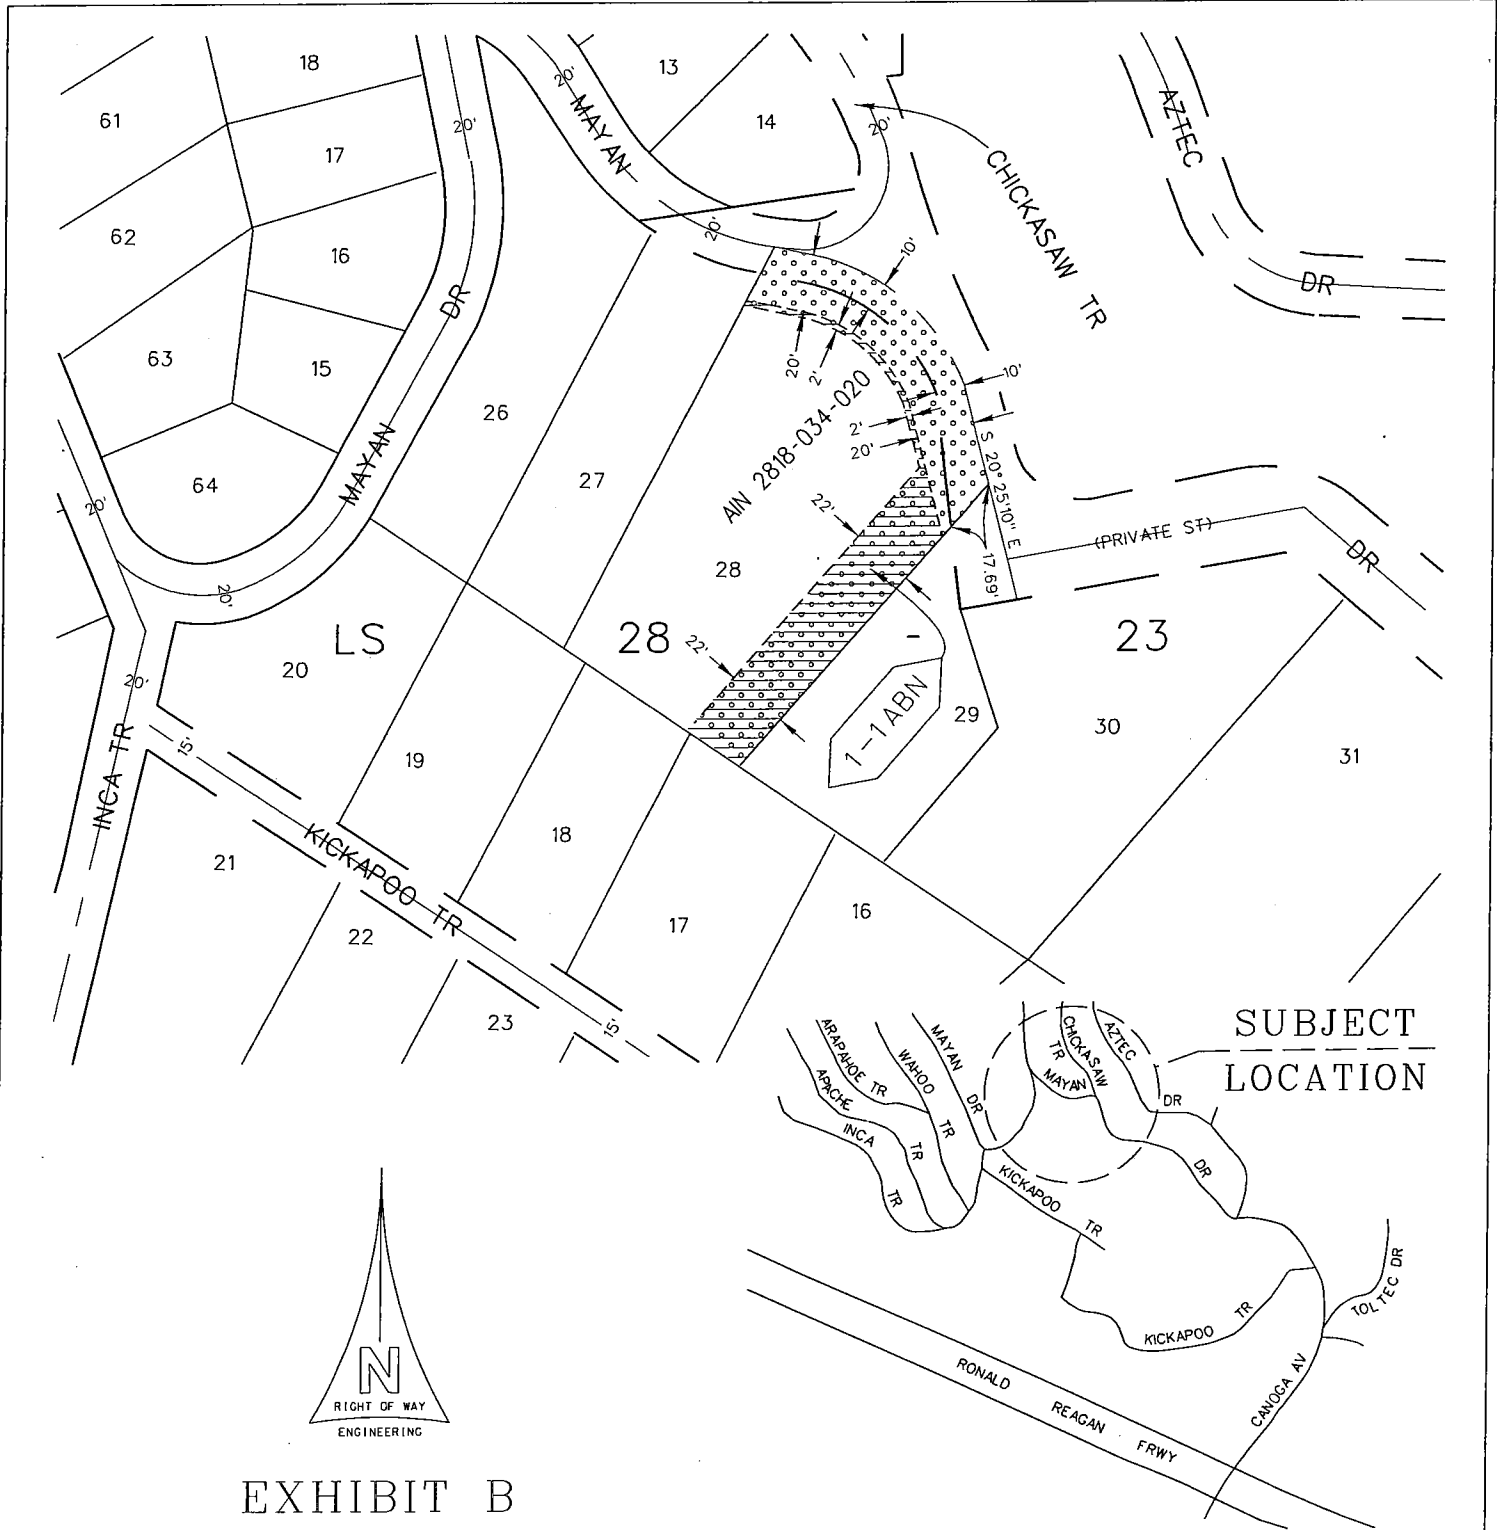 18
13
61
20'
MAYAN
14
20'
20'
AZTEC
17
CHICKASAW TR
62
16
20'
10'
DR
DR
63
15
20'
2'
10'
26
AIN 2818-034-020
2'
20'
S 20° 25'10" E
MAYAN
64
27
20'
22'
(PRIVATE ST)
DR
28
17.69'
20'
LS
28
22'
23
20
20'
1-1ABN
29
30
31
INCA TR
15'
19
KICKAPOO TR
18
21
22
17
16
23
15'
SUBJECT
LOCATION
ARAPAHOE TR
WAHOO TR
MAYAN DR
CHICKASAW TR
AZTEC DR
MAYAN
APACHE TR
INCA TR
DR
KICKAPOO TR
TOLTEC DR
KICKAPOO TR
CANOGA AV
RONALD REAGAN FRWY
N
RIGHT OF WAY
ENGINEERING
EXHIBIT B